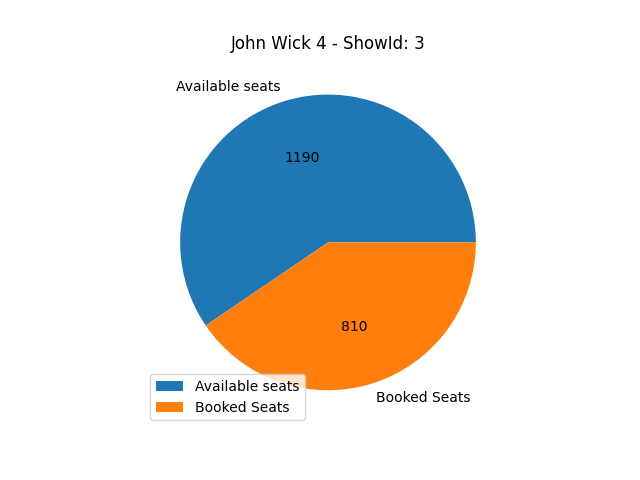 John Wick 4 - ShowId: 3
Available seats
1190
810
Booked Seats
Available seats
Booked Seats